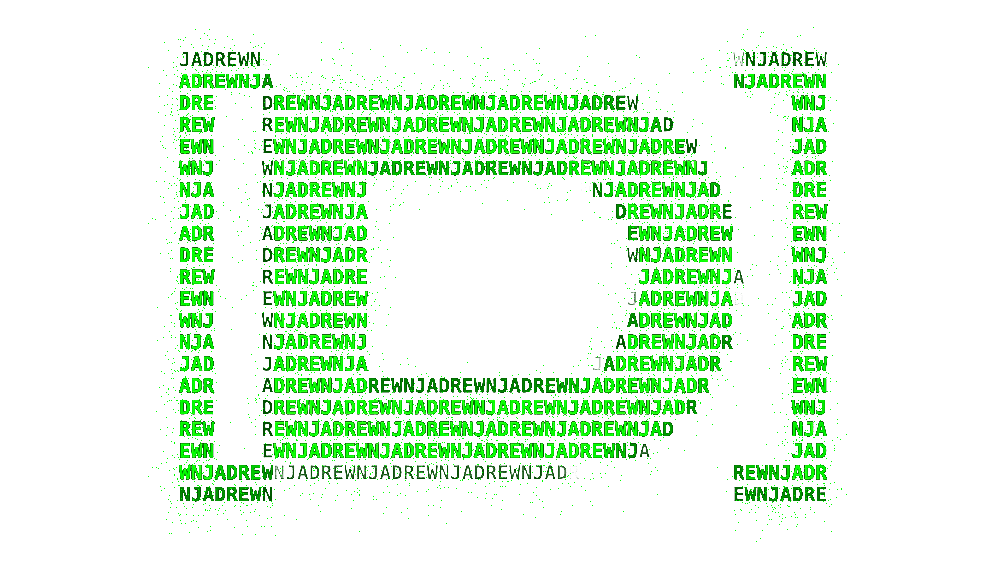 JADREWN WNJADREW
ADREWNJA NJADREWN
DRE DREWNJADREWNJADREWNJADREWNJADREW WNJ
REW REWNJADREWNJADREWNJADREWNJADREWNJAD NJA
EWN EWNJADREWNJADREWNJADREWNJADREWNJADREW JAD
WNJ WNJADREWNJADREWNJADREWNJADREWNJADREWNJ ADR
NJA NJADREWNJ NJADREWNJAD DRE
JAD JADREWNJA DREWNJADRE REW
ADR ADREWNJAD EWNJADREW EWN
DRE DREWNJADR WNJADREWN WNJ
REW REWNJADRE JADREWNJA NJA
EWN EWNJADREW JADREWNJA JAD
WNJ WNJADREWN ADREWNJAD ADR
NJA NJADREWNJ ADREWNJADR DRE
JAD JADREWNJA JADREWNJADR REW
ADR ADREWNJADREWNJADREWNJADREWNJADREWNJADR EWN
DRE DREWNJADREWNJADREWNJADREWNJADREWNJADR WNJ
REW REWNJADREWNJADREWNJADREWNJADREWNJAD NJA
EWN EWNJADREWNJADREWNJADREWNJADREWNJA JAD
WNJADREWNJADREWNJADREWNJADREWNJAD REWNJADR
NJADREWN EWNJADRE